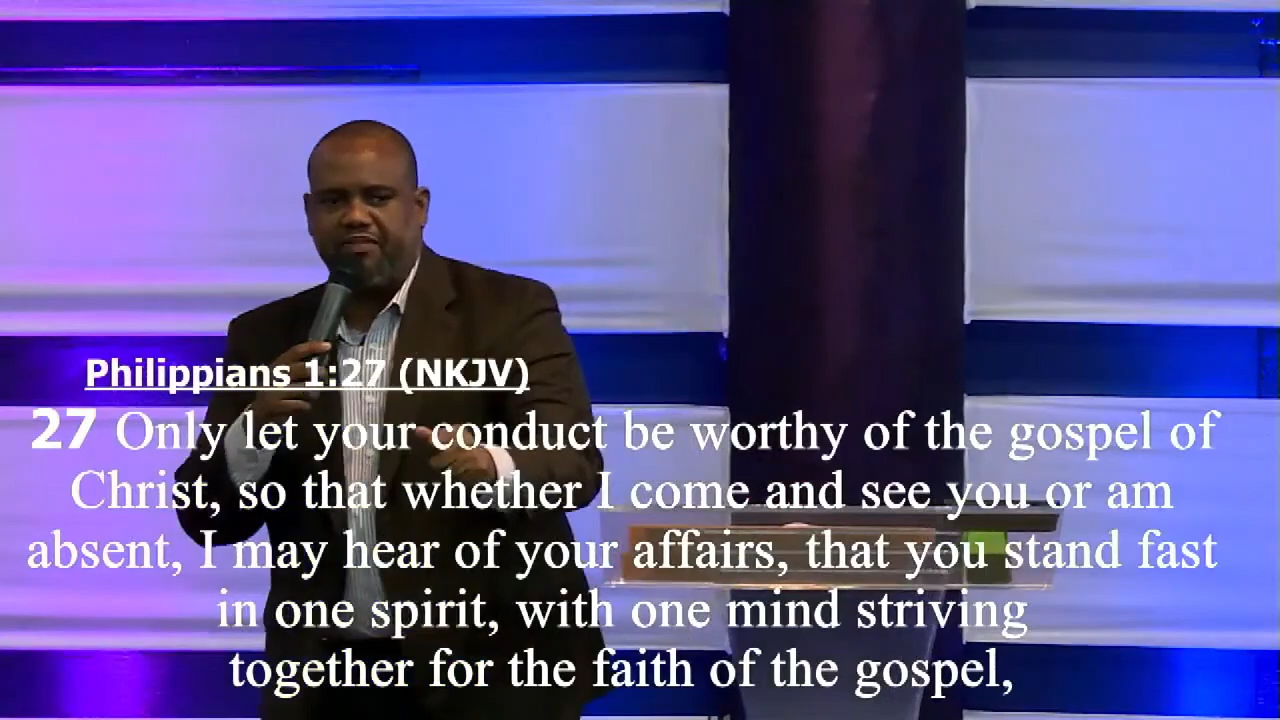 Philippians 1:27 (NKJV)
27 Only let your conduct be worthy of the gospel of
Christ, so that whether I come and see you or am
absent, I may hear of your affairs, that you stand fast
in one spirit, with one mind striving
together for the faith of the gospel,